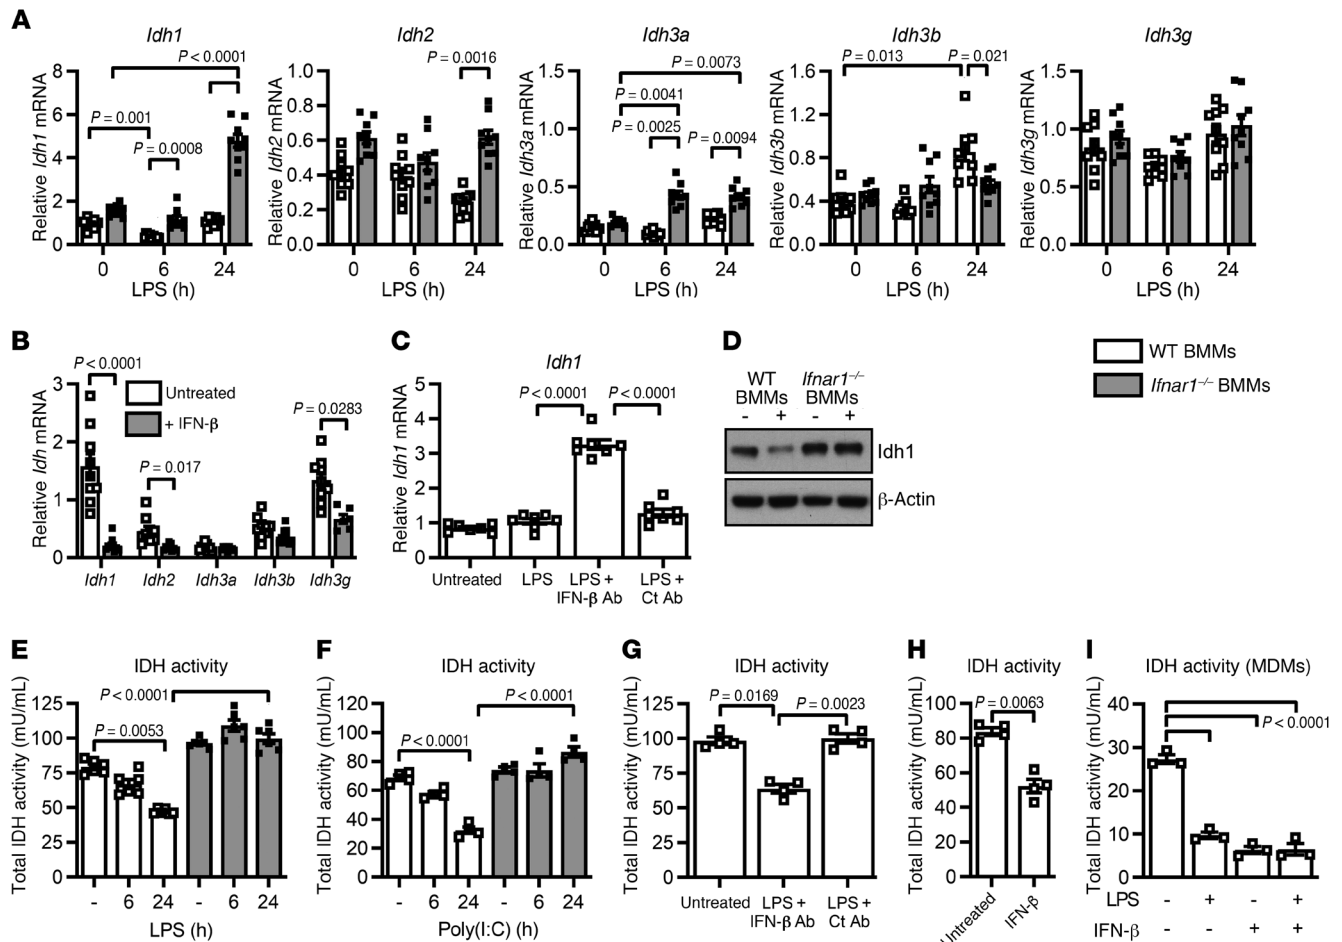 A
Idh1
P < 0.0001
P = 0.001
P = 0.0008
Relative Idh1 mRNA
8
6
4
2
0
0 6 24
LPS (h)
Idh2
P = 0.0016
Relative Idh2 mRNA
1.0
0.8
0.6
0.4
0.2
0.0
0 6 24
LPS (h)
Idh3a
P = 0.0073
P = 0.0041
P = 0.0025
P = 0.0094
Relative Idh3a mRNA
1.5
1.0
0.5
0.0
0 6 24
LPS (h)
Idh3b
P = 0.013
P = 0.021
Relative Idh3b mRNA
1.6
1.2
0.8
0.4
0.0
0 6 24
LPS (h)
Idh3g
Relative Idh3g mRNA
1.5
1.0
0.5
0.0
0 6 24
LPS (h)
B
P < 0.0001
Untreated
+ IFN-β
P = 0.017
P = 0.0283
Relative Idh mRNA
3
2
1
0
Idh1 Idh2 Idh3a Idh3b Idh3g
C
Idh1
P < 0.0001 P < 0.0001
Relative Idh1 mRNA
5
4
3
2
1
0
Untreated LPS LPS + LPS +
IFN-β Ab Ct Ab
D
WT Ifnar1–/–
BMMs BMMs
- + - +
Idh1
β-Actin
WT BMMs
Ifnar1–/– BMMs
E
IDH activity
P < 0.0001
P = 0.0053
Total IDH activity (mU/mL)
125
100
75
50
25
0
- 6 24 - 6 24
LPS (h)
F
IDH activity
P < 0.0001
P < 0.0001
Total IDH activity (mU/mL)
120
100
80
60
40
20
0
- 6 24 - 6 24
Poly(I:C) (h)
G
IDH activity
P = 0.0169 P = 0.0023
Total IDH activity (mU/mL)
125
100
75
50
25
0
Untreated LPS + LPS +
IFN-β Ab Ct Ab
H
IDH activity
P = 0.0063
Total IDH activity (mU/mL)
100
80
60
40
20
0
Untreated IFN-β
I
IDH activity (MDMs)
P < 0.0001
Total IDH activity (mU/mL)
40
30
20
10
0
LPS - + - +
IFN-β - - + +